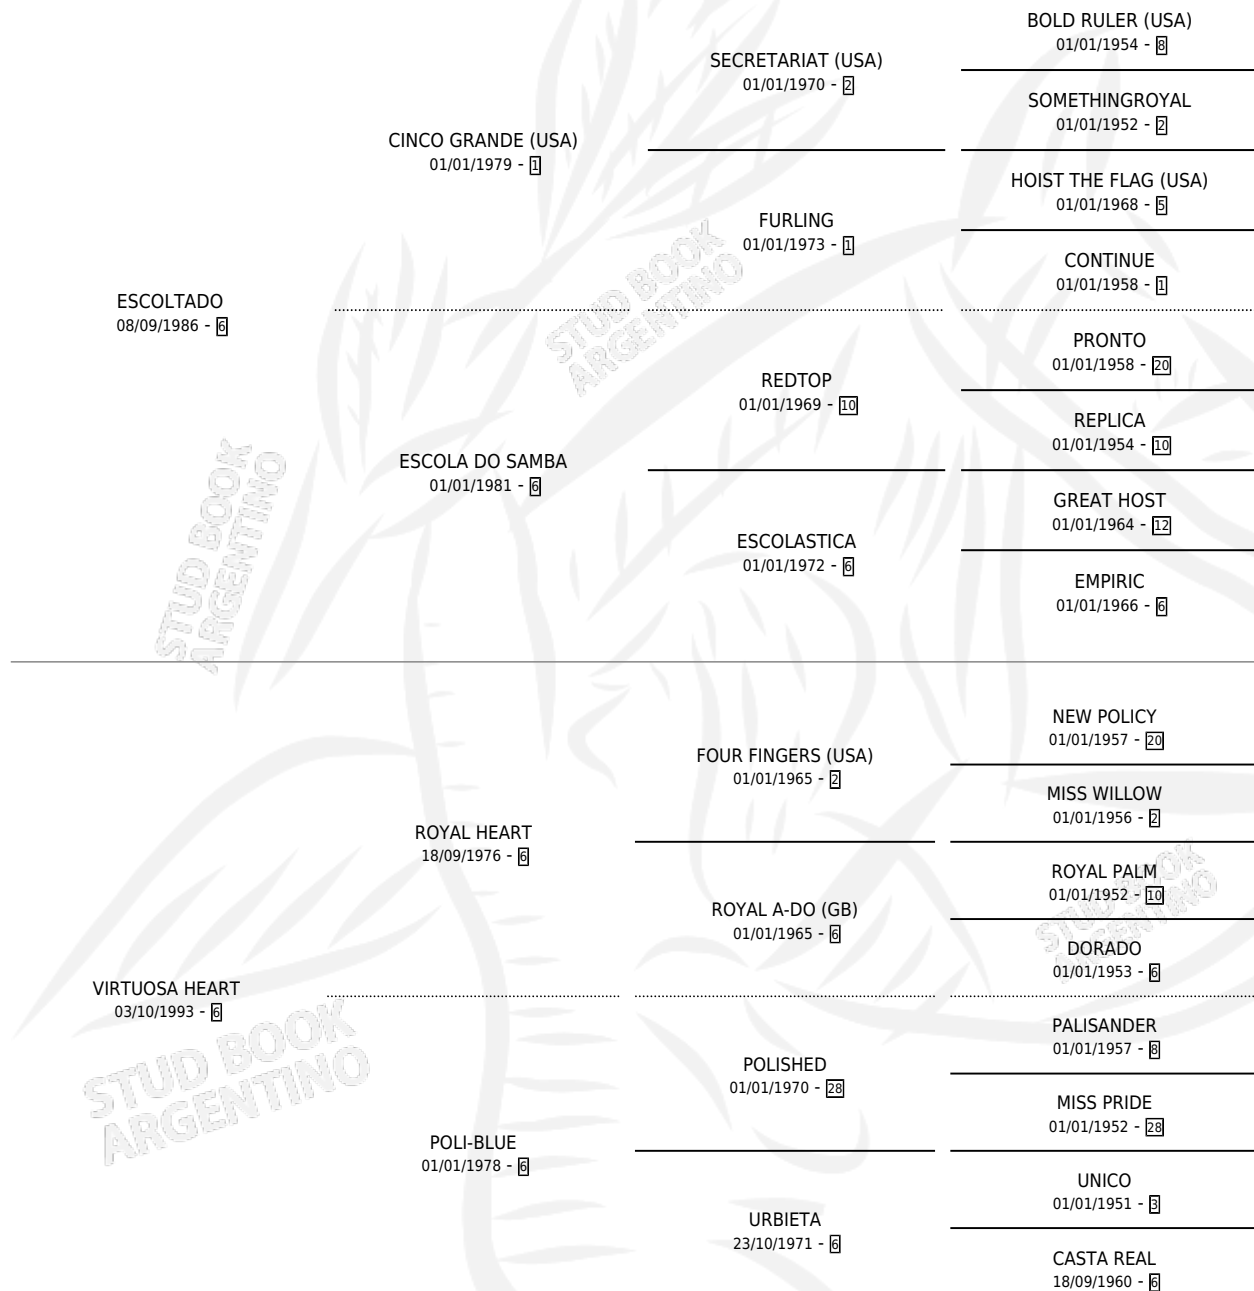 BOLD RULER (USA)
01/01/1954 - 8
SECRETARIAT (USA)
01/01/1970 - 2
SOMETHINGROYAL
01/01/1952 - 2
CINCO GRANDE (USA)
01/01/1979 - 1
HOIST THE FLAG (USA)
01/01/1968 - 5
FURLING
01/01/1973 - 1
CONTINUE
01/01/1958 - 1
ESCOLTADO
08/09/1986 - 6
STUD BOOK
ARGENTINO
PRONTO
01/01/1958 - 20
REDTOP
01/01/1969 - 10
REPLICA
01/01/1954 - 10
ESCOLA DO SAMBA
01/01/1981 - 6
GREAT HOST
01/01/1964 - 12
ESCOLASTICA
01/01/1972 - 6
EMPIRIC
01/01/1966 - 6
STUD BOOK
ARGENTINO
NEW POLICY
01/01/1957 - 20
FOUR FINGERS (USA)
01/01/1965 - 2
MISS WILLOW
01/01/1956 - 2
ROYAL HEART
18/09/1976 - 6
ROYAL PALM
01/01/1952 - 10
ROYAL A-DO (GB)
01/01/1965 - 6
DORADO
01/01/1953 - 6
STUD BOOK
ARGENTINO
VIRTUOSA HEART
03/10/1993 - 6
STUD BOOK
ARGENTINO
PALISANDER
01/01/1957 - 8
POLISHED
01/01/1970 - 28
MISS PRIDE
01/01/1952 - 28
POLI-BLUE
01/01/1978 - 6
UNICO
01/01/1951 - 3
URBIETA
23/10/1971 - 6
CASTA REAL
18/09/1960 - 6